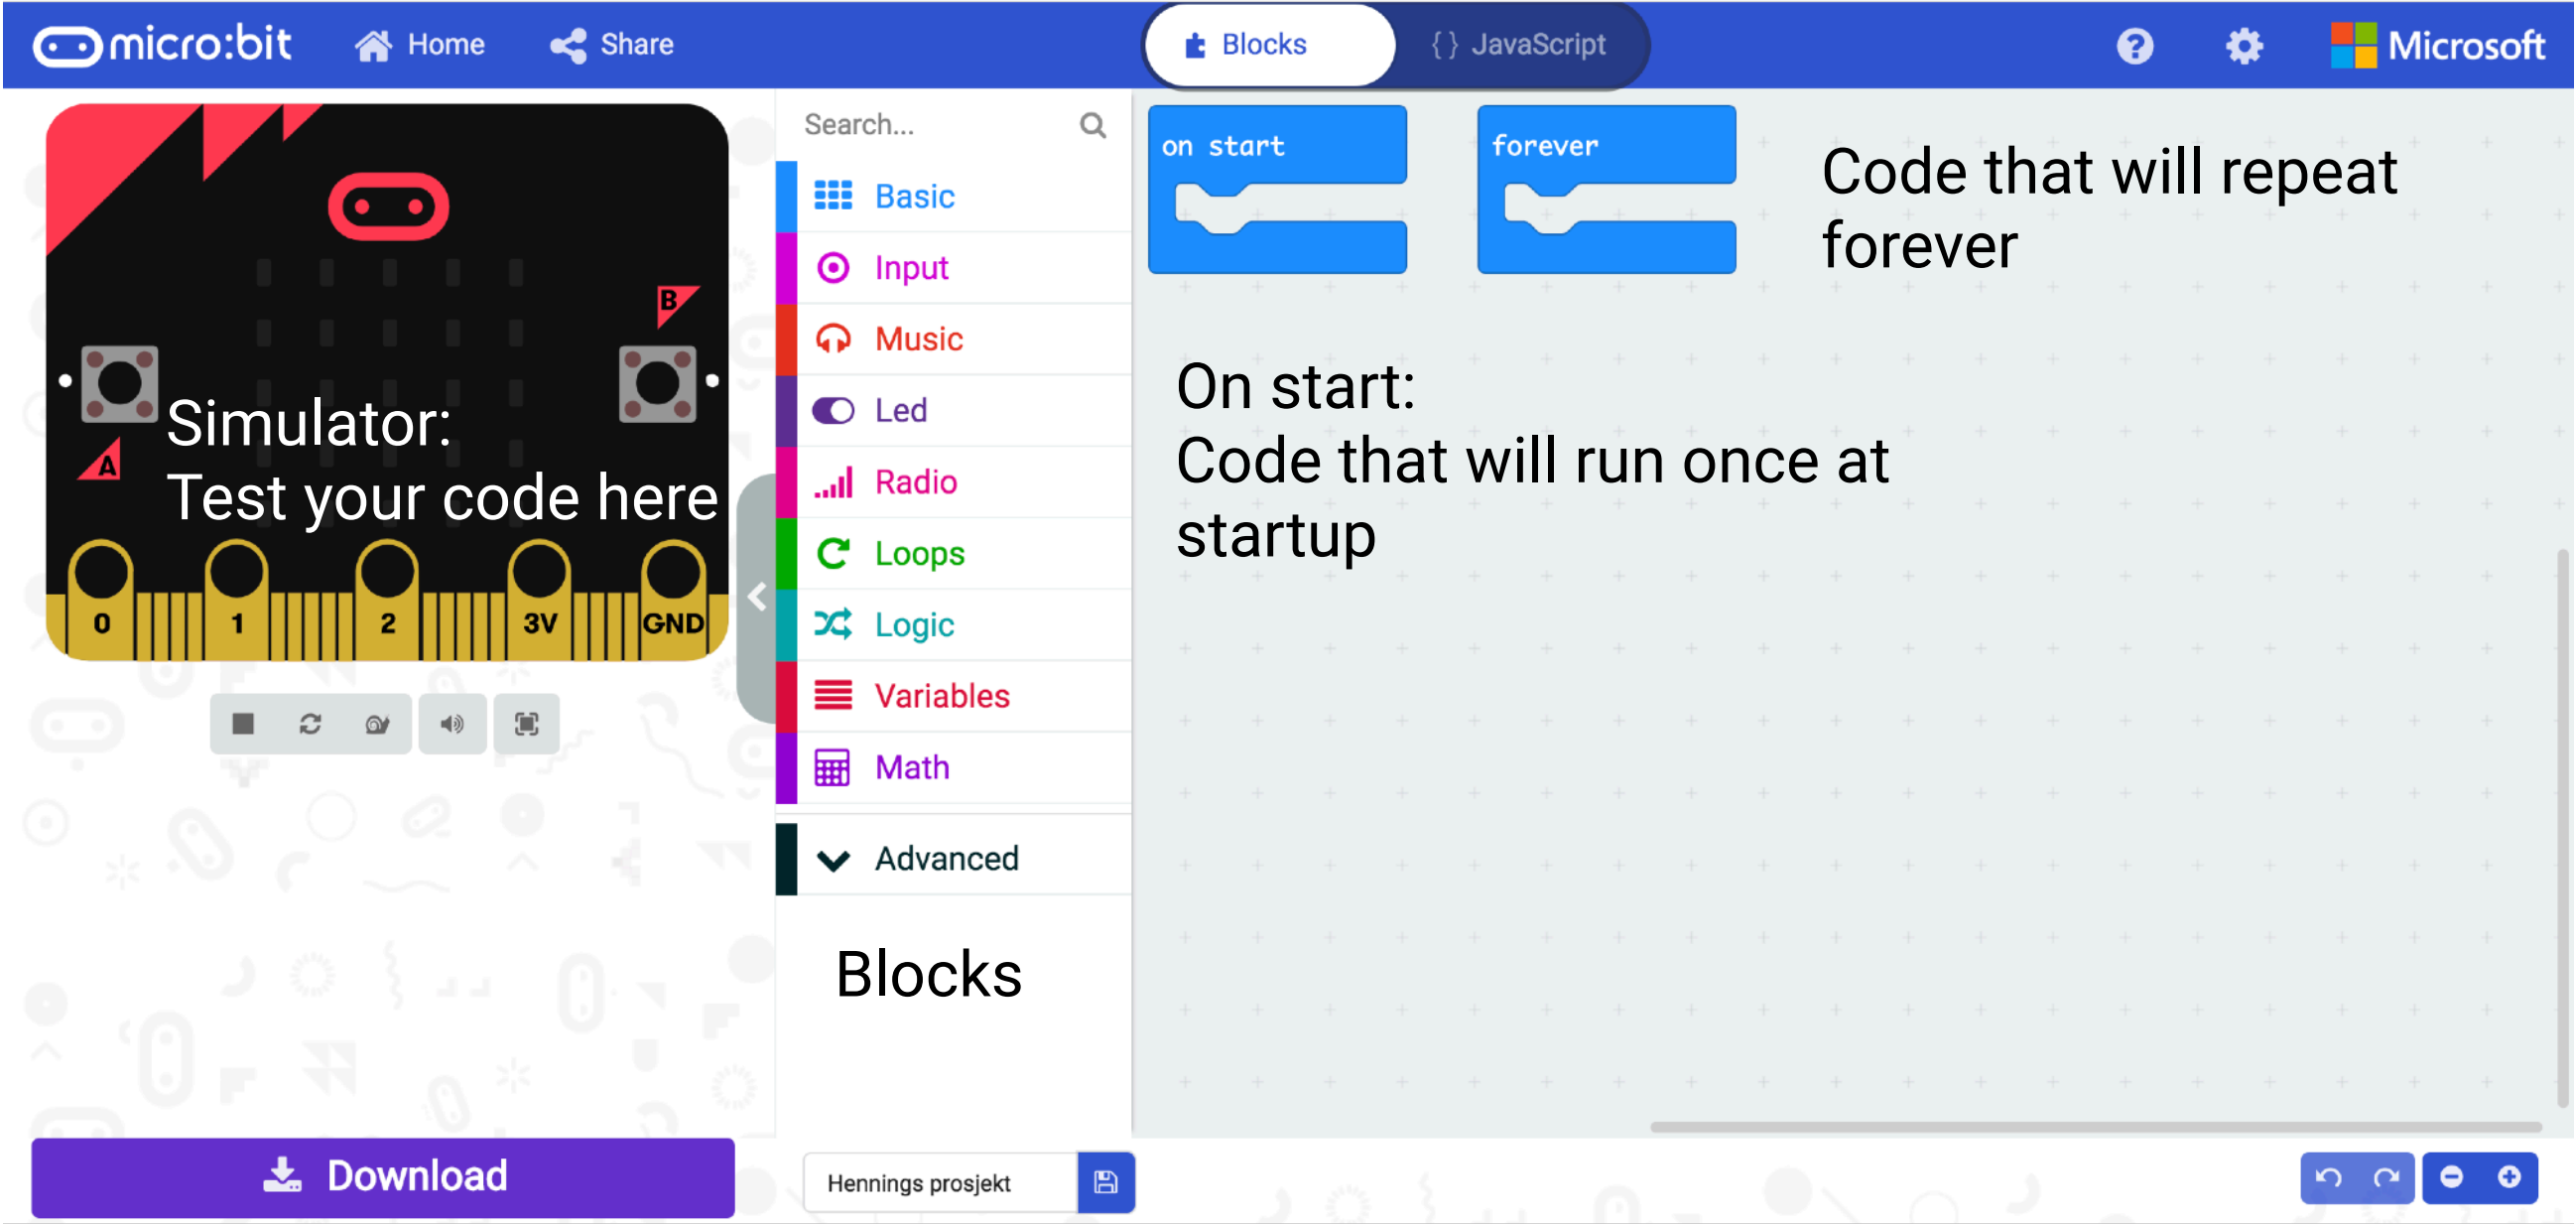 micro:bit
Home
Share
Blocks
{ } JavaScript
Microsoft
Search...
Basic
Input
Music
Led
Radio
Loops
Logic
Variables
Math
Advanced
Blocks
on start
forever
Code that will repeat
forever
On start:
Code that will run once at
startup
B
A
Simulator:
Test your code here
0
1
2
3V
GND
Download
Hennings prosjekt